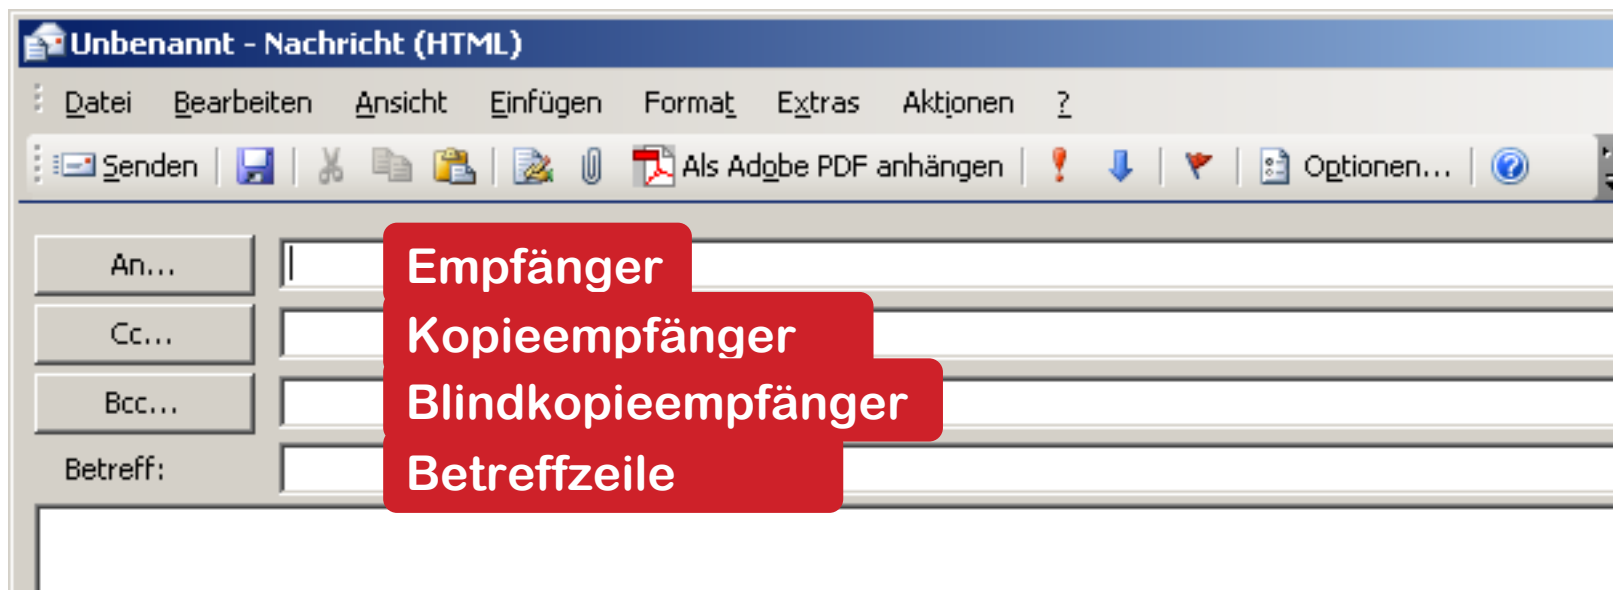 Unbenannt - Nachricht (HTML)
Datei Bearbeiten Ansicht Einfügen Format Extras Aktionen ?
Senden Als Adobe PDF anhängen Optionen...
An... Empfänger
Cc... Kopieempfänger
Bcc... Blindkopieempfänger
Betreff: Betreffzeile